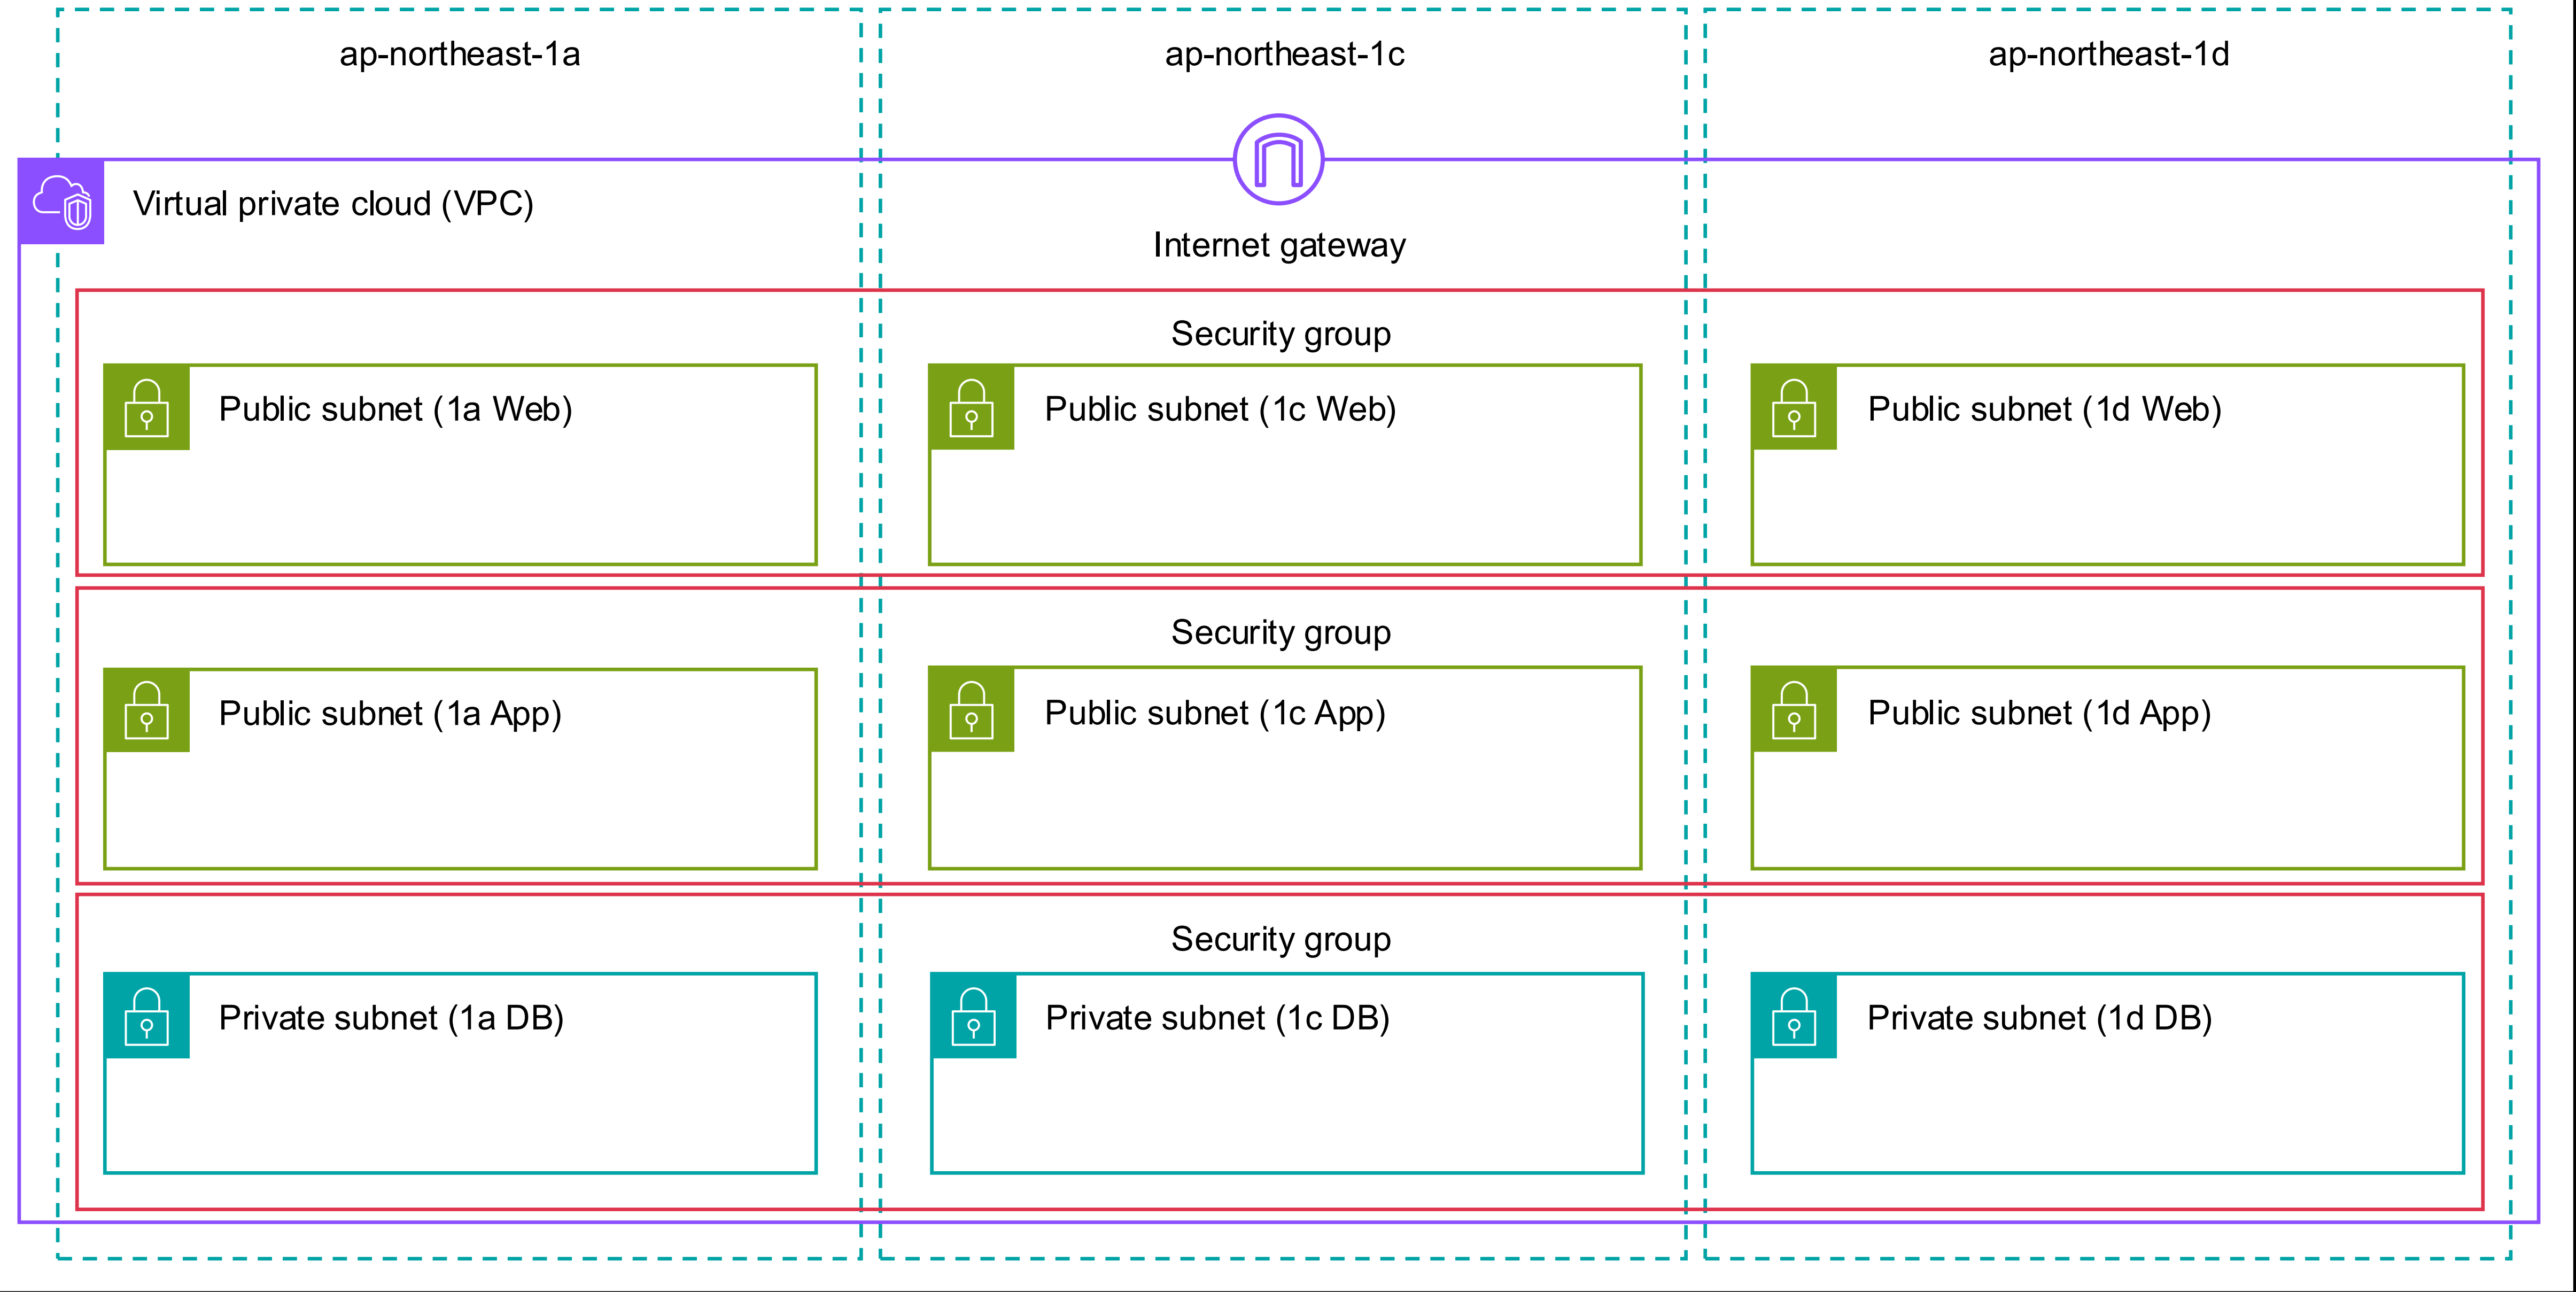 ap-northeast-1a
ap-northeast-1c
ap-northeast-1d
Virtual private cloud (VPC)
Internet gateway
Security group
Public subnet (1a Web)
Public subnet (1c Web)
Public subnet (1d Web)
Security group
Public subnet (1a App)
Public subnet (1c App)
Public subnet (1d App)
Security group
Private subnet (1a DB)
Private subnet (1c DB)
Private subnet (1d DB)